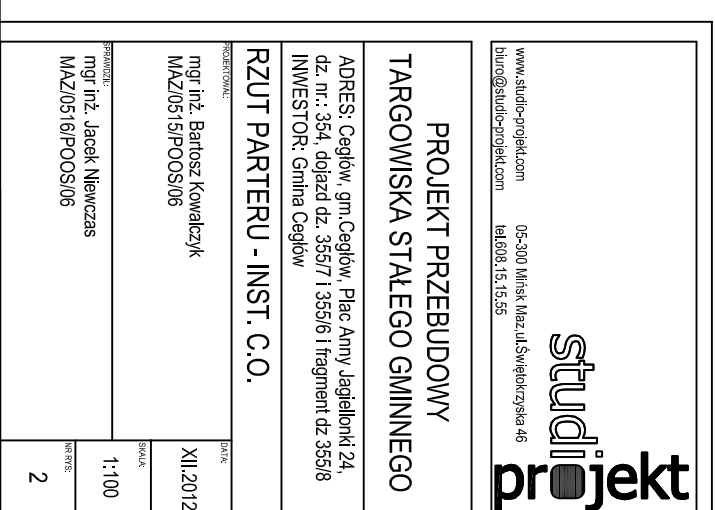 studi
projekt
www.studio-projekt.com
biuro@studio-projekt.com
05-300 Mińsk Maz,ul.Świętokrzyska 46
tel.608.15.15.55
PROJEKT PRZEBUDOWY
TARGOWISKA STAŁEGO GMINNEGO
ADRES: Cegłów, gm.Cegłów, Plac Anny Jagiellonki 24,
dz. nr.: 354, dojazd dz. 355/7 i 355/6 i fragment dz 355/8
INWESTOR: Gmina Cegłów
RZUT PARTERU - INST. C.O.
PROJEKTOWAŁ:
mgr inż. Bartosz Kowalczyk
MAZ/0515/POOS/06
DATA:
XII.2012
SKALA:
1:100
SPRAWDZIŁ:
mgr inż. Jacek Niewczas
MAZ/0516/POOS/06
NR RYS:
2